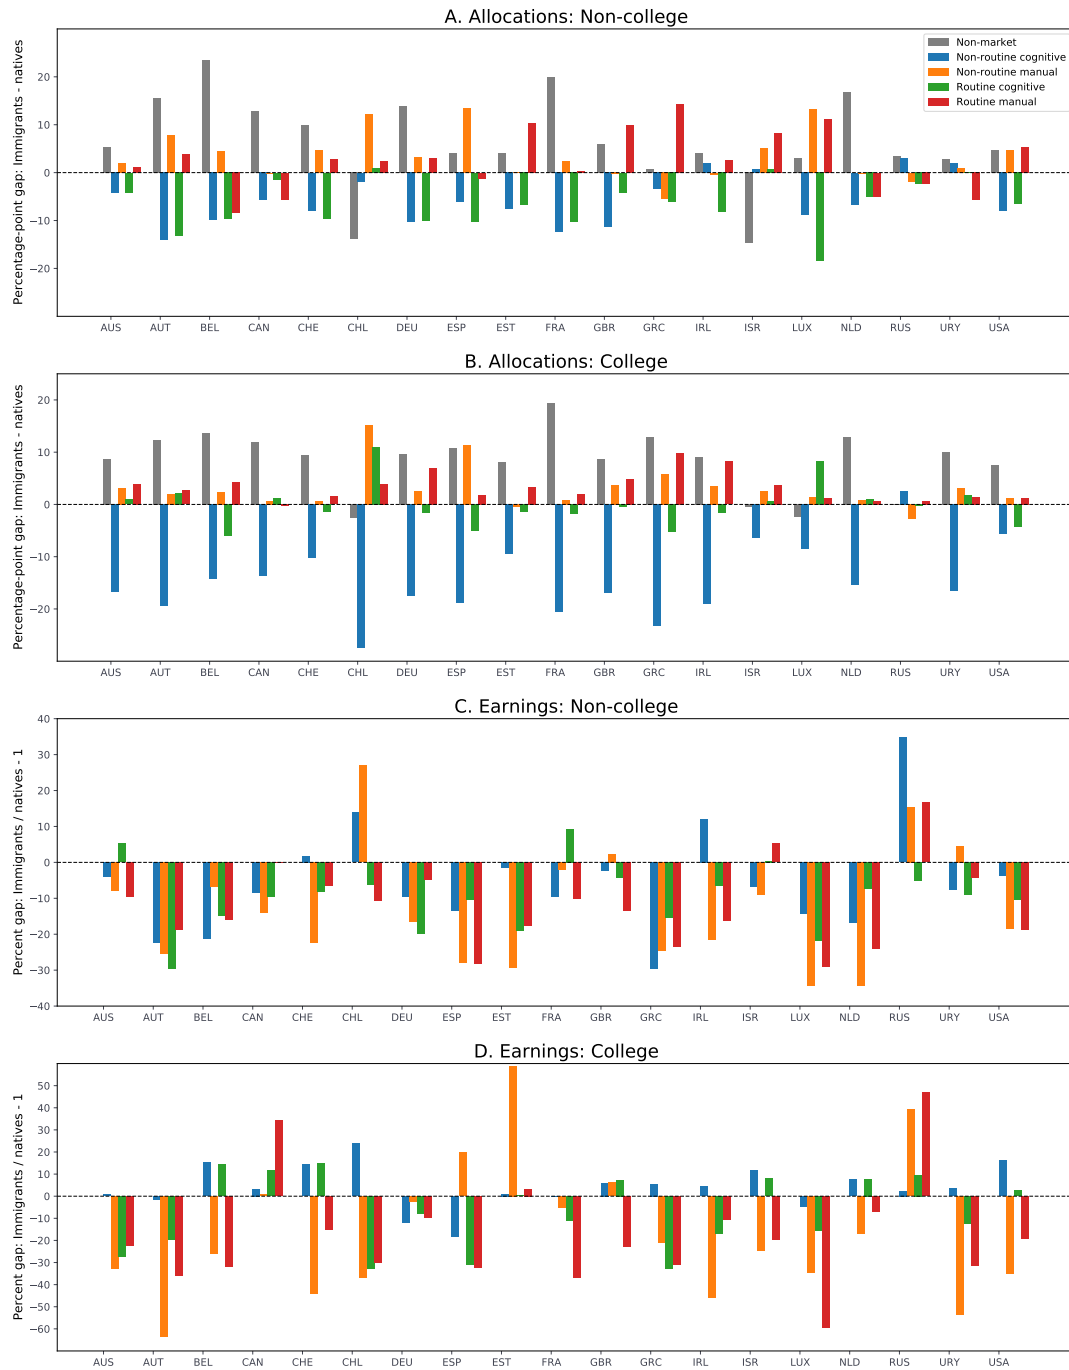 A. Allocations: Non-college
Percentage-point gap: Immigrants - natives
20
10
0
−10
−20
Non-market
Non-routine cognitive
Non-routine manual
Routine cognitive
Routine manual
AUS AUT BEL CAN CHE CHL DEU ESP EST FRA GBR GRC IRL ISR LUX NLD RUS URY USA
B. Allocations: College
Percentage-point gap: Immigrants - natives
20
10
0
−10
−20
AUS AUT BEL CAN CHE CHL DEU ESP EST FRA GBR GRC IRL ISR LUX NLD RUS URY USA
C. Earnings: Non-college
Percent gap: Immigrants / natives - 1
40
30
20
10
0
−10
−20
−30
−40
AUS AUT BEL CAN CHE CHL DEU ESP EST FRA GBR GRC IRL ISR LUX NLD RUS URY USA
D. Earnings: College
Percent gap: Immigrants / natives - 1
50
40
30
20
10
0
−10
−20
−30
−40
−50
−60
AUS AUT BEL CAN CHE CHL DEU ESP EST FRA GBR GRC IRL ISR LUX NLD RUS URY USA